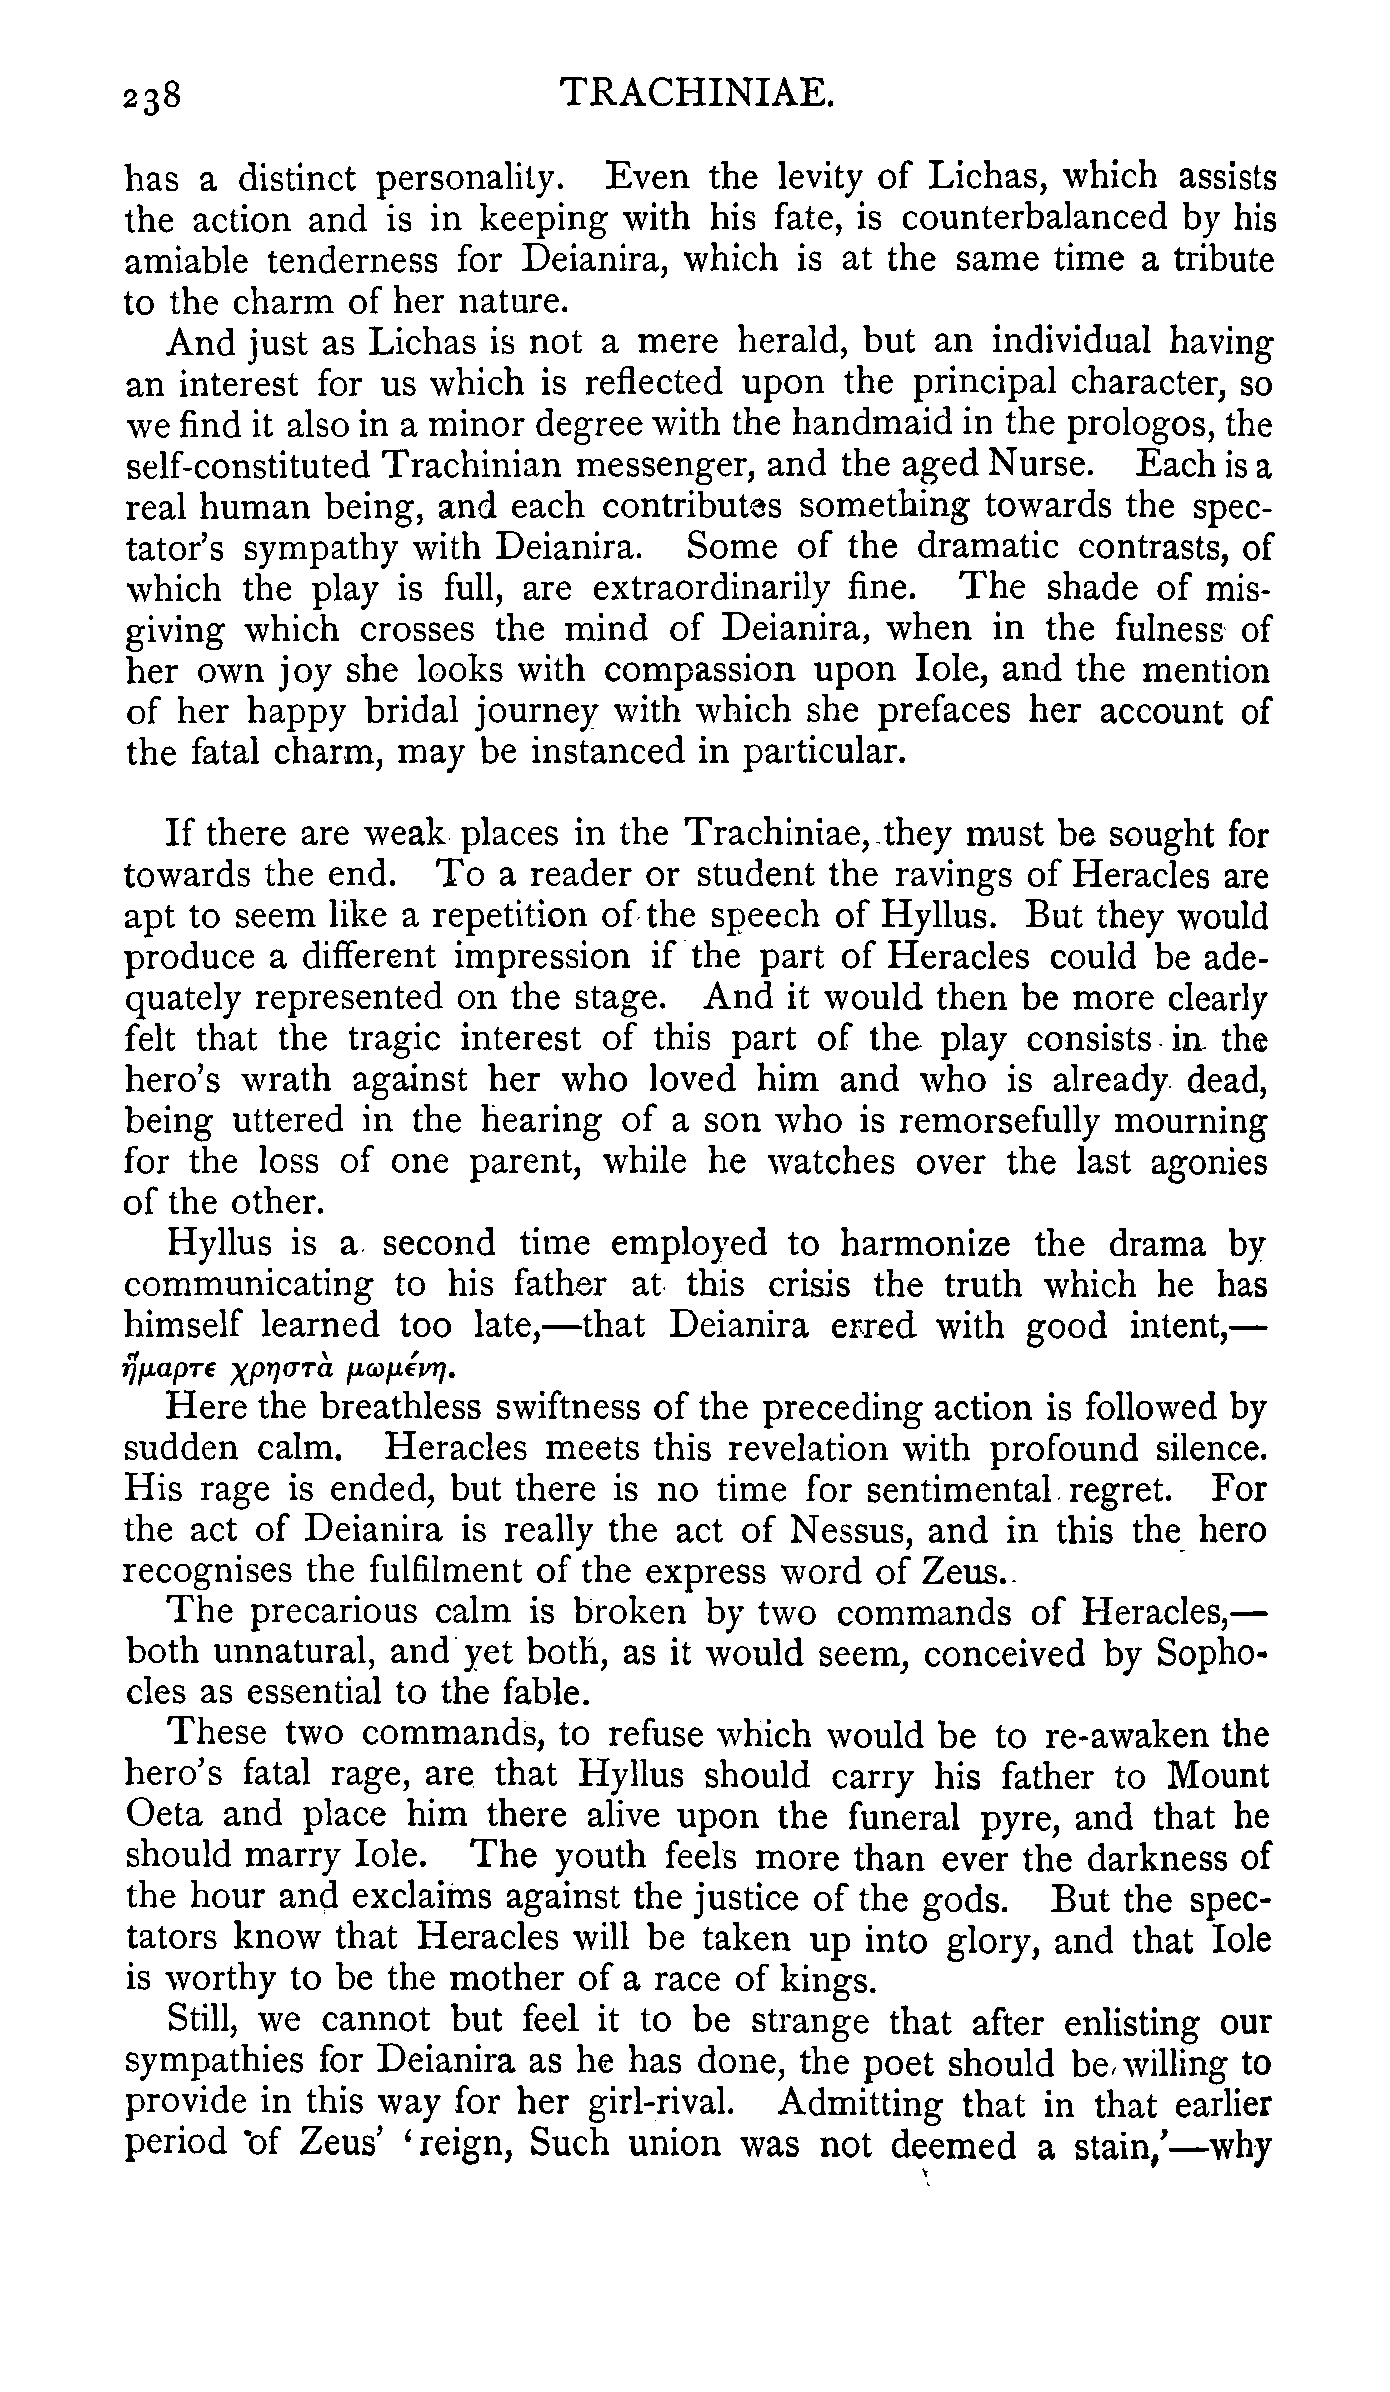 238 TRACHINIAE.
has a distinct personality. Even the levity of Lichas, which assists
the action and is in keeping with his fate, is counterbalanced by his
amiable tenderness for Deianira, which is at the same time a tribute
to the charm of her nature.
And just as Lichas is not a mere herald, but an individual having
an interest for us which is reflected upon the principal character, so
we find it also in a minor degree with the handmaid in the prologos, the
self-constituted Trachinian messenger, and the aged Nurse. Each is a
real human being, and each contributes something towards the spec-
tator's sympathy with Deianira. Some of the dramatic contrasts, of
which the play is full, are extraordinarily fine. The shade of mis-
giving which crosses the mind of Deianira, when in the fulness of
her own joy she looks with compassion upon Iole, and the mention
of her happy bridal journey with which she prefaces her account of
the fatal charm, may be instanced in particular.
If there are weak places in the Trachiniae, they must be sought for
towards the end. To a reader or student the ravings of Heracles are
apt to seem like a repetition of the speech of Hyllus. But they would
produce a different impression if the part of Heracles could be ade-
quately represented on the stage. And it would then be more clearly
felt that the tragic interest of this part of the play consists in the
hero's wrath against her who loved him and who is already dead,
being uttered in the hearing of a son who is remorsefully mourning
for the loss of one parent, while he watches over the last agonies
of the other.
Hyllus is a second time employed to harmonize the drama by
communicating to his father at this crisis the truth which he has
himself learned too late,—that Deianira erred with good intent,—
ἥμαρτε χρηστὰ μωμένη.
Here the breathless swiftness of the preceding action is followed by
sudden calm. Heracles meets this revelation with profound silence.
His rage is ended, but there is no time for sentimental regret. For
the act of Deianira is really the act of Nessus, and in this the hero
recognises the fulfilment of the express word of Zeus.
The precarious calm is broken by two commands of Heracles,—
both unnatural, and yet both, as it would seem, conceived by Sopho-
cles as essential to the fable.
These two commands, to refuse which would be to re-awaken the
hero's fatal rage, are that Hyllus should carry his father to Mount
Oeta and place him there alive upon the funeral pyre, and that he
should marry Iole. The youth feels more than ever the darkness of
the hour and exclaims against the justice of the gods. But the spec-
tators know that Heracles will be taken up into glory, and that Iole
is worthy to be the mother of a race of kings.
Still, we cannot but feel it to be strange that after enlisting our
sympathies for Deianira as he has done, the poet should be willing to
provide in this way for her girl-rival. Admitting that in that earlier
period of Zeus' 'reign, Such union was not deemed a stain,'—why